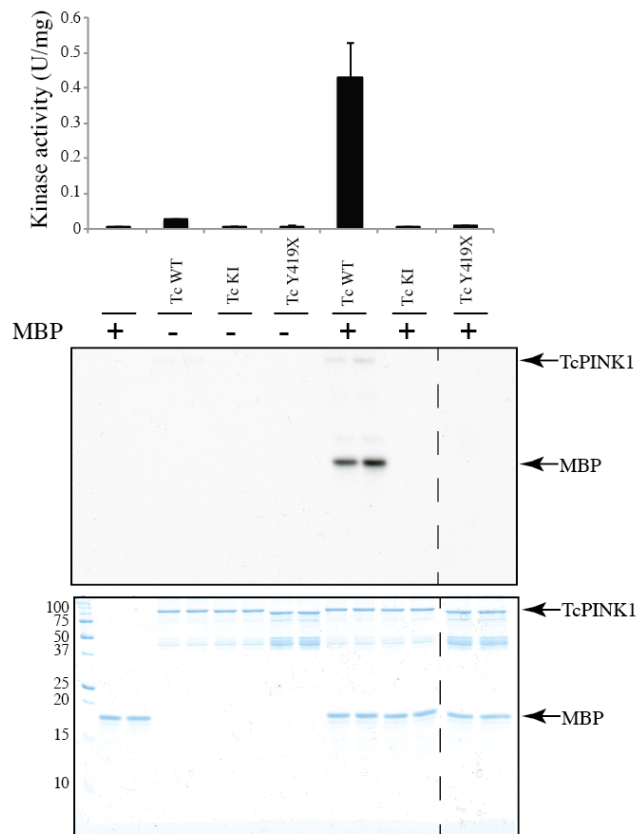 0.6
0.5
0.4
0.3
0.2
0.1
0
Kinase activity (U/mg)
Tc WT
Tc KI
Tc Y419X
Tc WT
Tc KI
Tc Y419X
MBP + - - - + + +
TcPINK1
MBP
100
75
50
37
25
20
15
10
TcPINK1
MBP